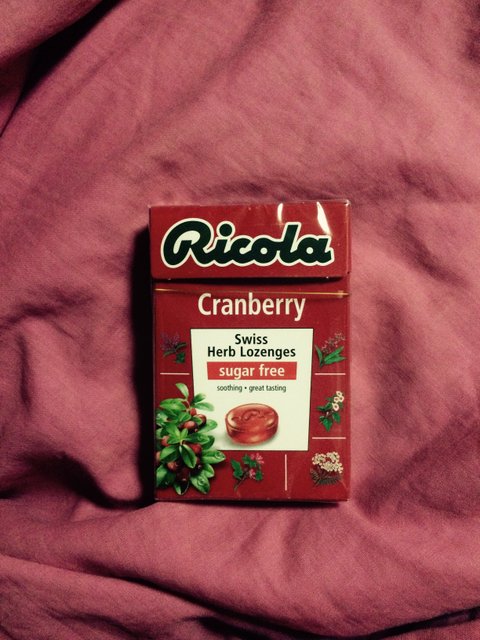 Ricola
Cranberry
Swiss
Herb Lozenges
sugar free
soothing • great tasting